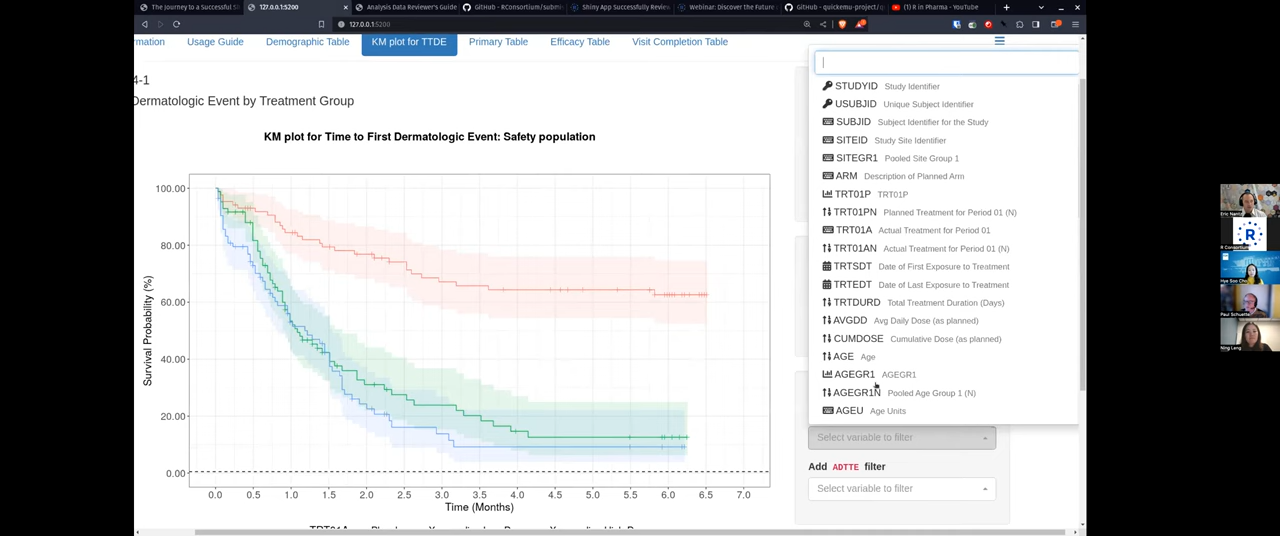 The Journey to a Successful S
127.0.0.1:5200
Analysis Data Reviewer's Guide
GitHub - RConsortium/submi
Shiny App Successfully Review
Webinar: Discover the Future
GitHub - quickemu-project/q
(1) R in Pharma - YouTube
127.0.0.1:5200
rmation
Usage Guide
Demographic Table
KM plot for TTDE
Primary Table
Efficacy Table
Visit Completion Table
4-1
Dermatologic Event by Treatment Group
KM plot for Time to First Dermatologic Event: Safety population
Survival Probability (%)
100.00
80.00
60.00
40.00
20.00
0.00
0.0 0.5 1.0 1.5 2.0 2.5 3.0 3.5 4.0 4.5 5.0 5.5 6.0 6.5 7.0
Time (Months)
STUDYID Study Identifier
USUBJID Unique Subject Identifier
SUBJID Subject Identifier for the Study
SITEID Study Site Identifier
SITEGR1 Pooled Site Group 1
ARM Description of Planned Arm
TRT01P TRT01P
TRT01PN Planned Treatment for Period 01 (N)
TRT01A Actual Treatment for Period 01
TRT01AN Actual Treatment for Period 01 (N)
TRTSDT Date of First Exposure to Treatment
TRTEDT Date of Last Exposure to Treatment
TRTDURD Total Treatment Duration (Days)
AVGDD Avg Daily Dose (as planned)
CUMDOSE Cumulative Dose (as planned)
AGE Age
AGEGR1 AGEGR1
AGEGR1N Pooled Age Group 1 (N)
AGEU Age Units
Select variable to filter
Add ADTTE filter
Select variable to filter
Eric Nantz
R Consortium
Hye Soo Cho
Paul Schuette
Ning Leng